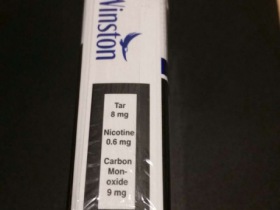 Winston
Tar
8 mg
Nicotine
0.6 mg
Carbon
Mon-
oxide
9 mg